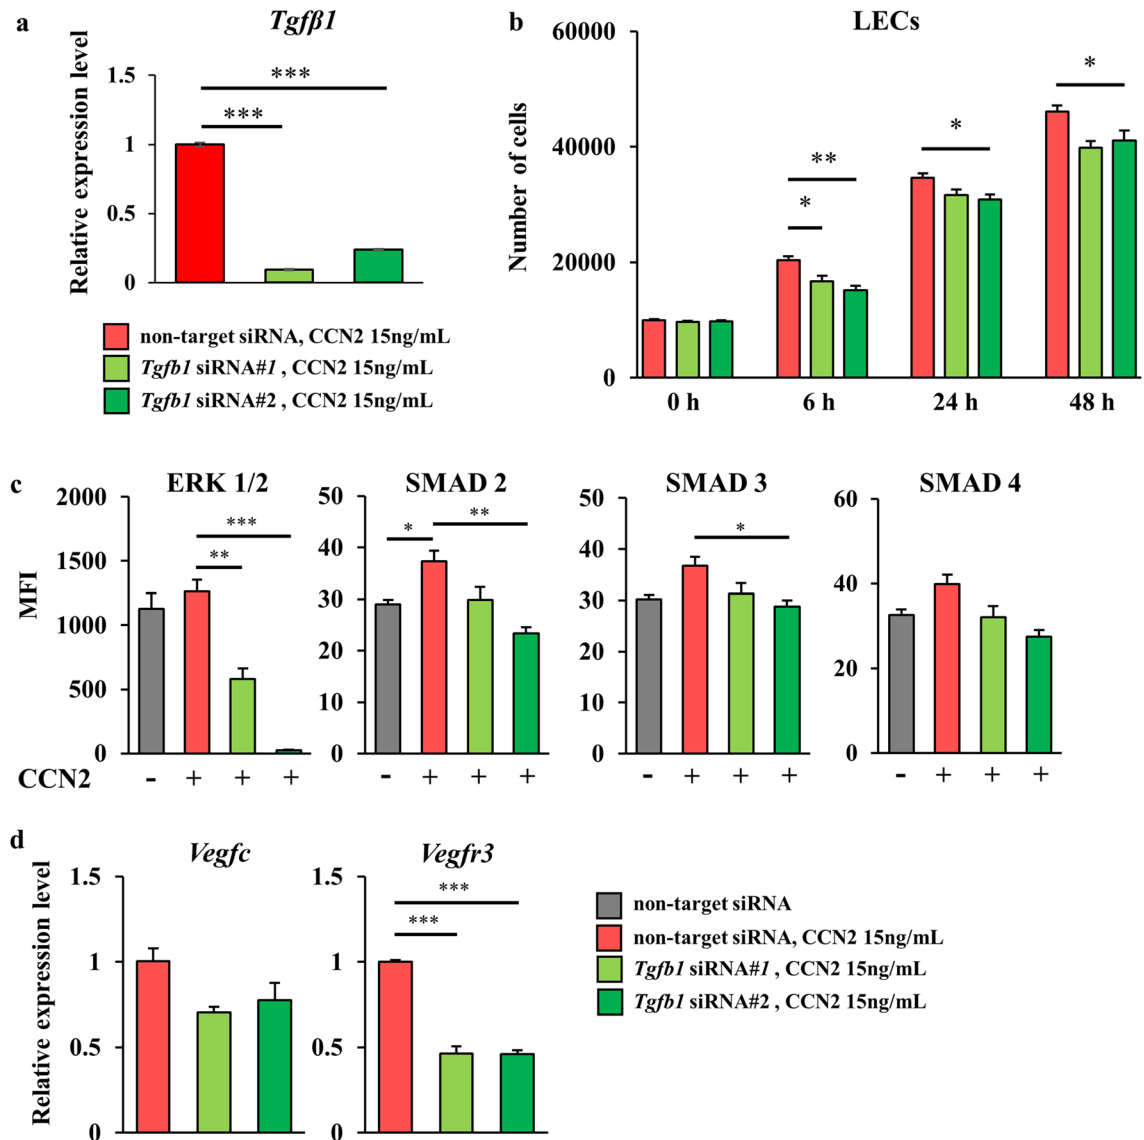 a
Tgfβ1
Relative expression level
1.5
1
0.5
0
***
***
non-target siRNA, CCN2 15ng/mL
Tgfb1 siRNA#1 , CCN2 15ng/mL
Tgfb1 siRNA#2 , CCN2 15ng/mL
b
LECs
Number of cells
60000
40000
20000
0
*
**
*
*
0 h
6 h
24 h
48 h
c
MFI
ERK 1/2
2000
1500
1000
500
0
***
**
SMAD 2
50
40
30
20
10
0
*
**
SMAD 3
50
40
30
20
10
0
*
SMAD 4
60
40
20
0
CCN2
- + + +
- + + +
- + + +
- + + +
d
Relative expression level
Vegfc
1.5
1
0.5
0
Vegfr3
1.5
1
0.5
0
***
***
non-target siRNA
non-target siRNA, CCN2 15ng/mL
Tgfb1 siRNA#1 , CCN2 15ng/mL
Tgfb1 siRNA#2 , CCN2 15ng/mL